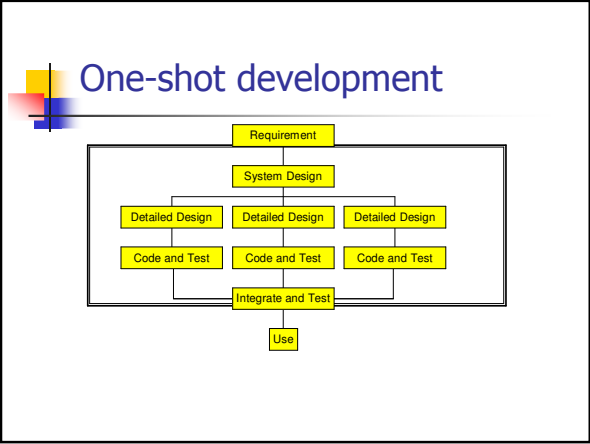 One-shot development
Requirement
System Design
Detailed Design Detailed Design Detailed Design
Code and Test Code and Test Code and Test
Integrate and Test
Use